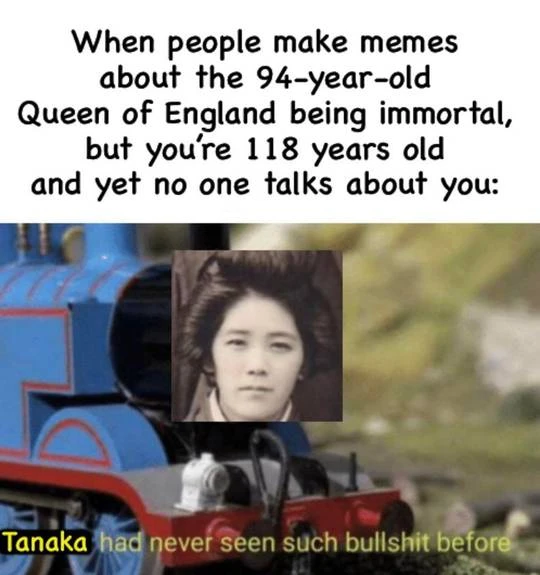 When people make memes
about the 94-year-old
Queen of England being immortal,
but you're 118 years old
and yet no one talks about you:
Tanaka had never seen such bullshit before